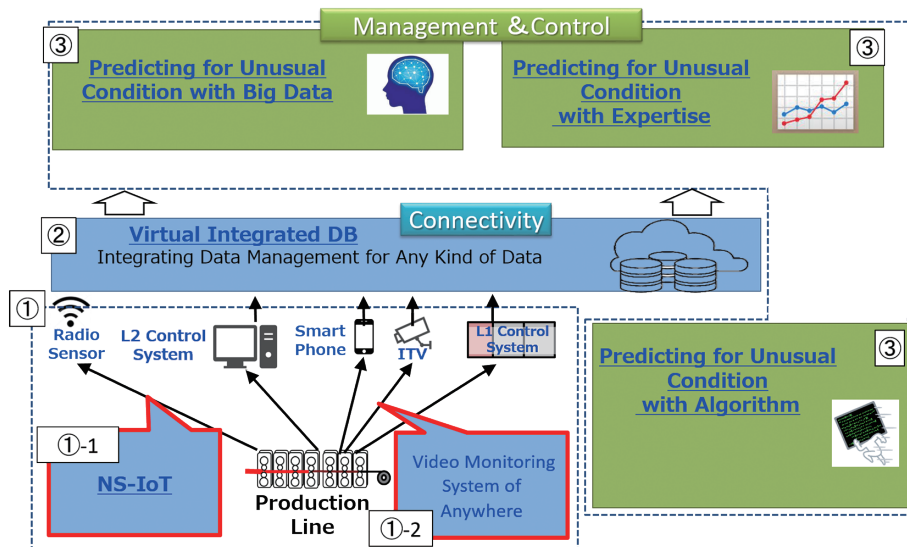 Management &Control
③
Predicting for Unusual
Condition with Big Data
③
Predicting for Unusual
Condition
with Expertise
Connectivity
②
Virtual Integrated DB
Integrating Data Management for Any Kind of Data
①
Radio
Sensor
L2 Control
System
Smart
Phone
ITV
L1 Control
System
③
Predicting for Unusual
Condition
with Algorithm
①-1
NS-IoT
Production
Line
Video Monitoring
System of
Anywhere
①-2